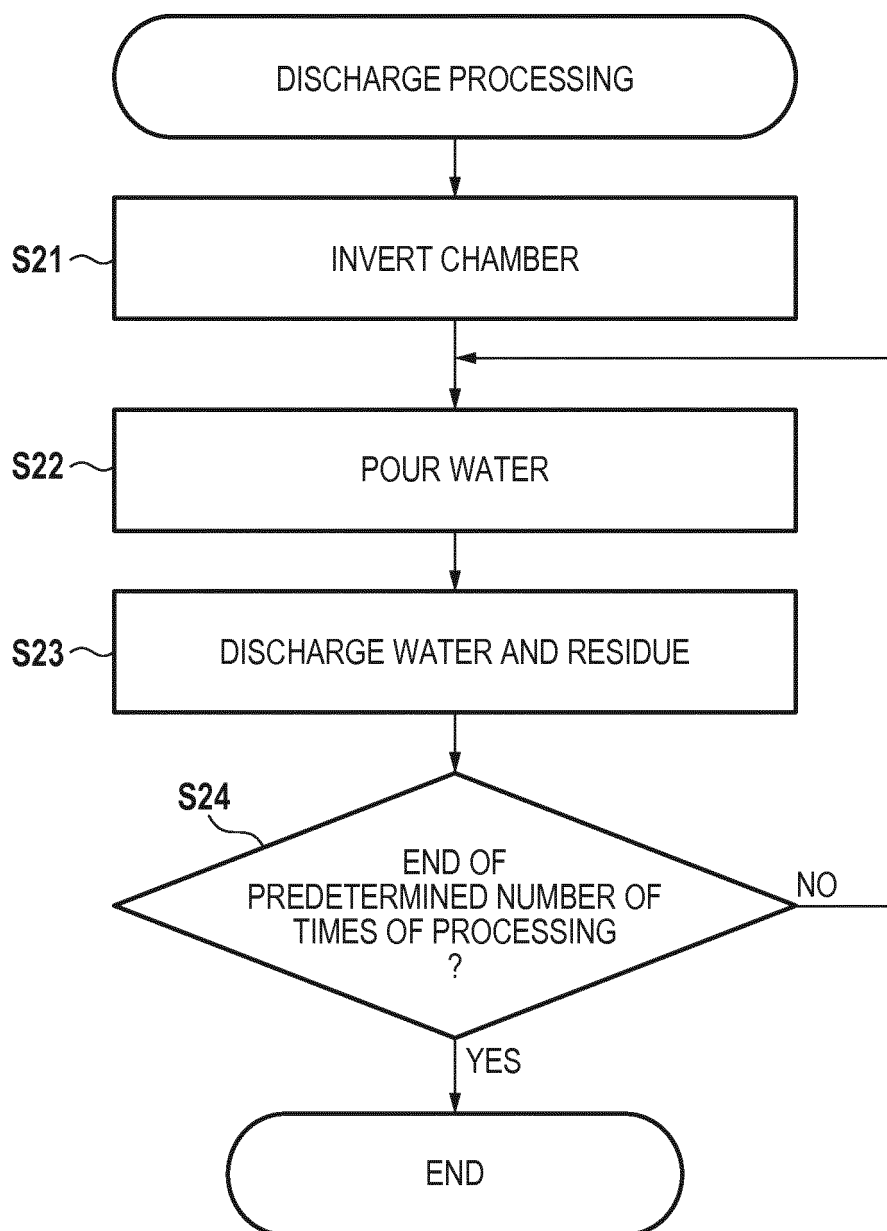 DISCHARGE PROCESSING
S21
INVERT CHAMBER
S22
POUR WATER
S23
DISCHARGE WATER AND RESIDUE
S24
END OF
PREDETERMINED NUMBER OF
TIMES OF PROCESSING
?
NO
YES
END